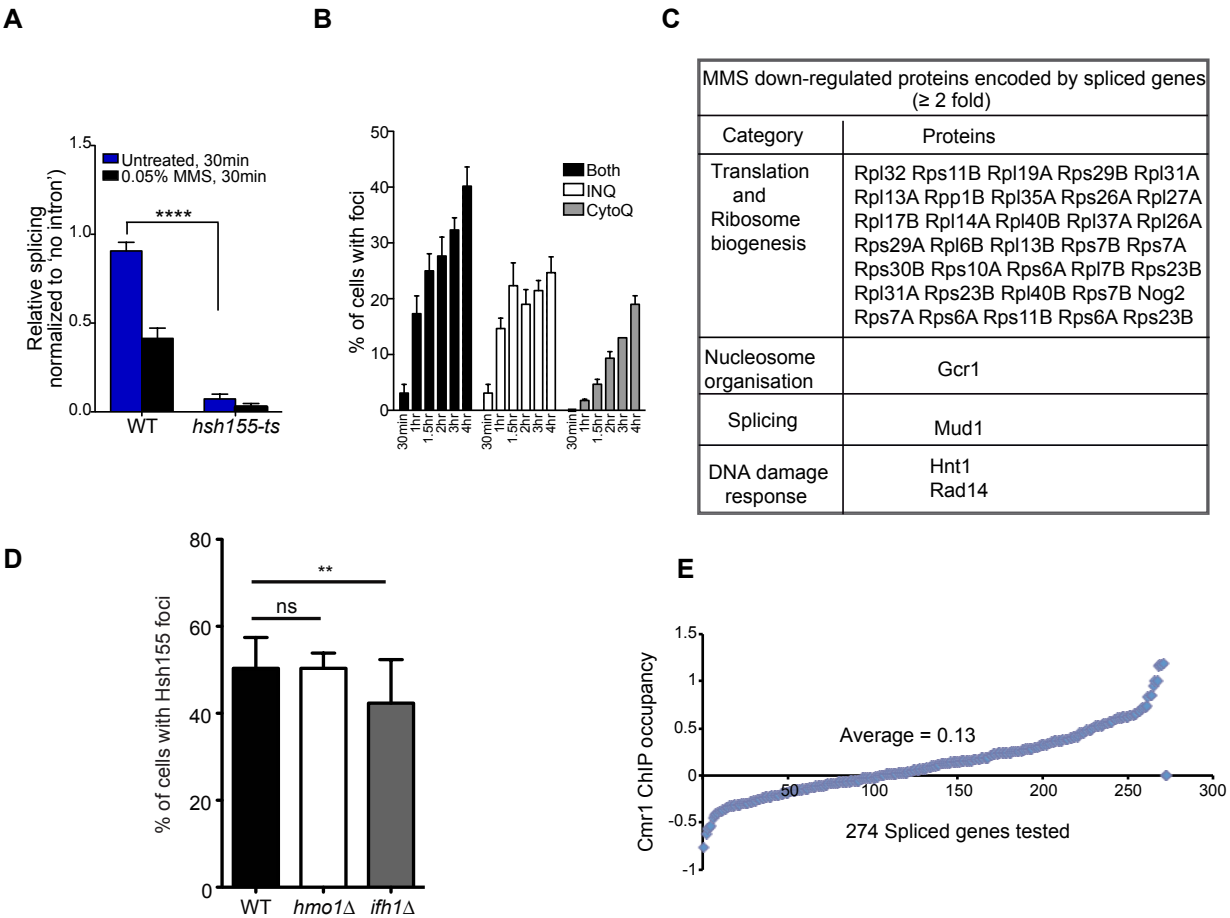 A
B
C
1.5
1.0
0.5
0.0
Relative splicing
normalized to 'no intron')
Untreated, 30min
0.05% MMS, 30min
****
WT
hsh155-ts
50
40
30
20
10
0
% of cells with foci
Both
INQ
CytoQ
30min
1hr
1.5hr
2hr
3hr
4hr
30min
1hr
1.5hr
2hr
3hr
4hr
30min
1hr
1.5hr
2hr
3hr
4hr
MMS down-regulated proteins encoded by spliced genes
(≥ 2 fold)
Category
Proteins
Translation
and
Ribosome
biogenesis
Rpl32 Rps11B Rpl19A Rps29B Rpl31A
Rpl13A Rpp1B Rpl35A Rps26A Rpl27A
Rpl17B Rpl14A Rpl40B Rpl37A Rpl26A
Rps29A Rpl6B Rpl13B Rps7B Rps7A
Rps30B Rps10A Rps6A Rpl7B Rps23B
Rpl31A Rps23B Rpl40B Rps7B Nog2
Rps7A Rps6A Rps11B Rps6A Rps23B
Nucleosome
organisation
Gcr1
Splicing
Mud1
DNA damage
response
Hnt1
Rad14
D
80
60
40
20
0
% of cells with Hsh155 foci
**
ns
WT
hmo1Δ
ifh1Δ
E
1.5
1
0.5
0
-0.5
-1
Cmr1 ChIP occupancy
Average = 0.13
50
100
150
200
250
300
274 Spliced genes tested